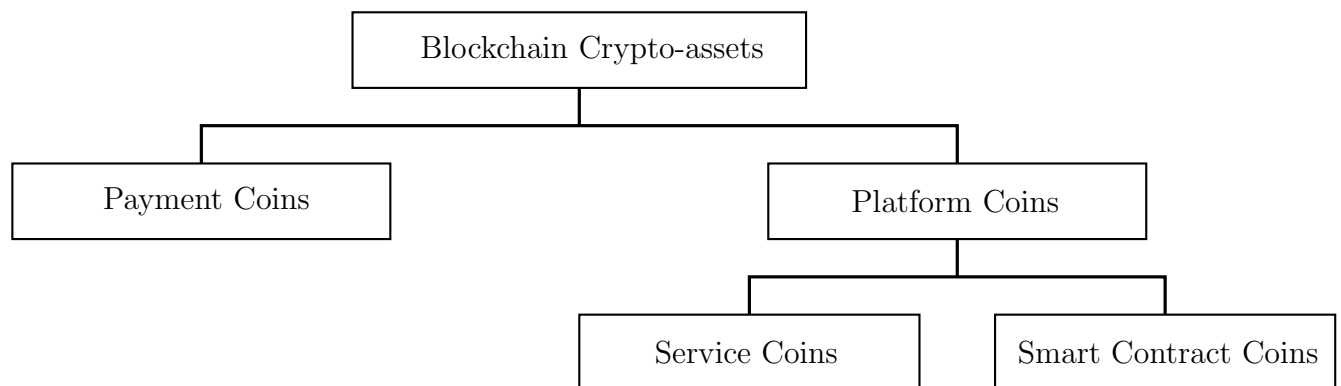 Blockchain Crypto-assets
Payment Coins
Platform Coins
Service Coins
Smart Contract Coins